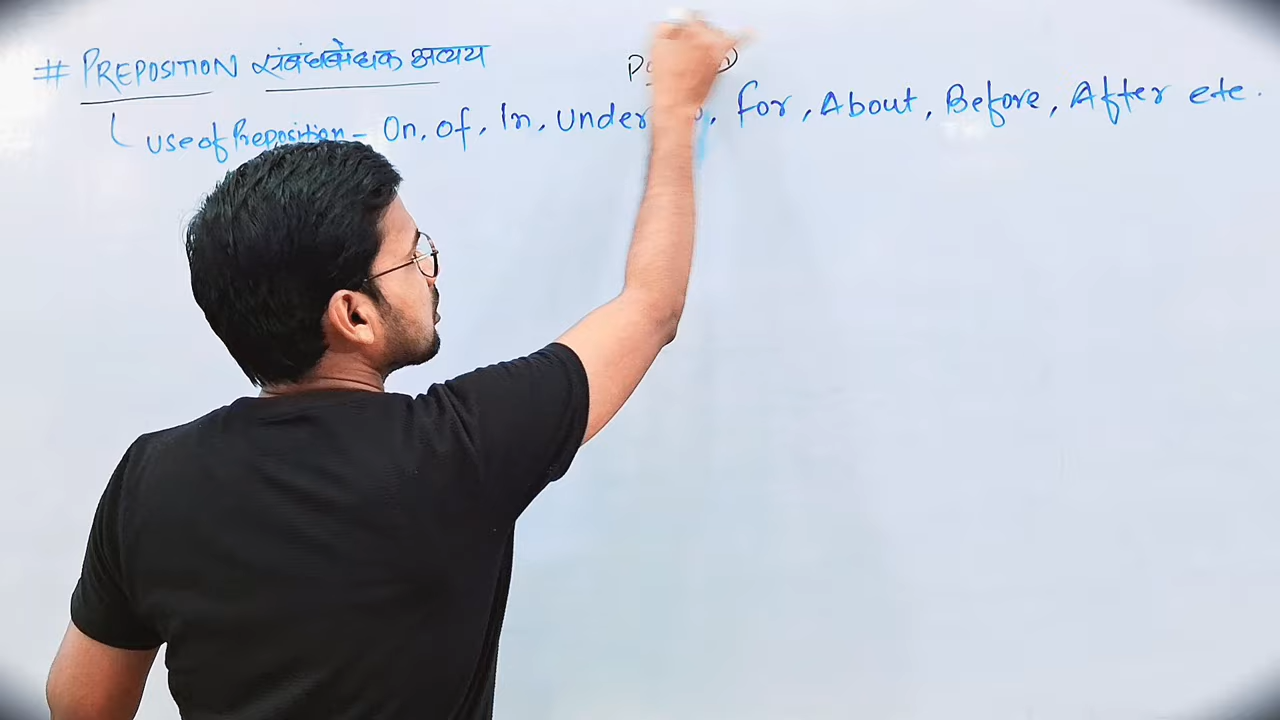 # PREPOSITION संबंधबोधक अव्यय
use of Preposition - On, of, In, Under, for, About, Before, After etc.